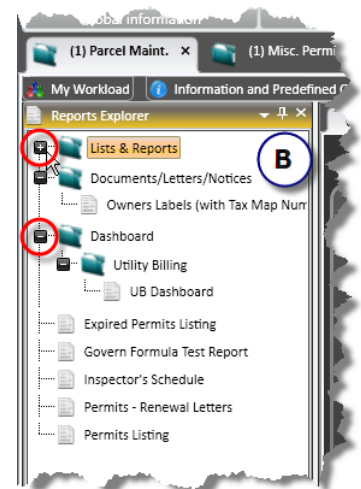 Global information
(1) Parcel Maint. × (1) Misc. Permi
My Workload Information and Predefined
Reports Explorer
Lists & Reports
B
Documents/Letters/Notices
Owners Labels (with Tax Map Num
Dashboard
Utility Billing
UB Dashboard
Expired Permits Listing
Govern Formula Test Report
Inspector's Schedule
Permits - Renewal Letters
Permits Listing